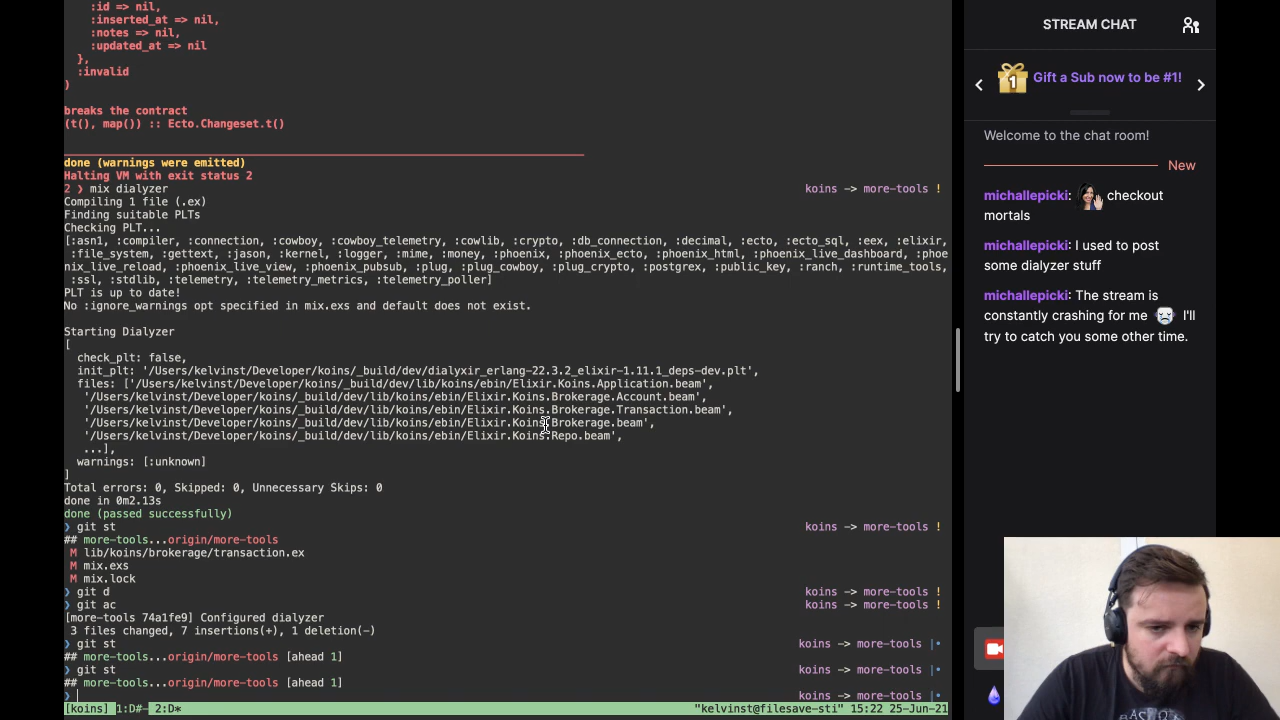 :id => nil,
:inserted_at => nil,
:notes => nil,
:updated_at => nil
},
:invalid
)
breaks the contract
(t(), map()) :: Ecto.Changeset.t()
done (warnings were emitted)
Halting VM with exit status 2
2 ❯ mix dialyzer koins -> more-tools !
Compiling 1 file (.ex)
Finding suitable PLTs
Checking PLT...
[:asn1, :compiler, :connection, :cowboy, :cowboy_telemetry, :cowlib, :crypto, :db_connection, :decimal, :ecto, :ecto_sql, :eex, :elixir,
:file_system, :gettext, :jason, :kernel, :logger, :mime, :money, :phoenix, :phoenix_ecto, :phoenix_html, :phoenix_live_dashboard, :phoe
nix_live_reload, :phoenix_live_view, :phoenix_pubsub, :plug, :plug_cowboy, :plug_crypto, :postgrex, :public_key, :ranch, :runtime_tools,
:ssl, :stdlib, :telemetry, :telemetry_metrics, :telemetry_poller]
PLT is up to date!
No :ignore_warnings opt specified in mix.exs and default does not exist.
Starting Dialyzer
[
check_plt: false,
init_plt: '/Users/kelvinst/Developer/koins/_build/dev/dialyxir_erlang-22.3.2_elixir-1.11.1_deps-dev.plt',
files: ['/Users/kelvinst/Developer/koins/_build/dev/lib/koins/ebin/Elixir.Koins.Application.beam',
'/Users/kelvinst/Developer/koins/_build/dev/lib/koins/ebin/Elixir.Koins.Brokerage.Account.beam',
'/Users/kelvinst/Developer/koins/_build/dev/lib/koins/ebin/Elixir.Koins.Brokerage.Transaction.beam',
'/Users/kelvinst/Developer/koins/_build/dev/lib/koins/ebin/Elixir.Koins.Brokerage.beam',
'/Users/kelvinst/Developer/koins/_build/dev/lib/koins/ebin/Elixir.Koins.Repo.beam',
...],
warnings: [:unknown]
]
Total errors: 0, Skipped: 0, Unnecessary Skips: 0
done in 0m2.13s
done (passed successfully)
❯ git st koins -> more-tools !
## more-tools...origin/more-tools
M lib/koins/brokerage/transaction.ex
M mix.exs
M mix.lock
❯ git d koins -> more-tools !
❯ git ac koins -> more-tools !
[more-tools 74a1fe9] Configured dialyzer
3 files changed, 7 insertions(+), 1 deletion(-)
❯ git st koins -> more-tools |•
## more-tools...origin/more-tools [ahead 1]
❯ git st koins -> more-tools |•
## more-tools...origin/more-tools [ahead 1]
❯ koins -> more-tools |•
[koins] 1:D#- 2:D* "kelvinst@filesave-sti" 15:22 25-Jun-21
STREAM CHAT
1 Gift a Sub now to be #1!
Welcome to the chat room!
New
michallepicki: checkout
mortals
michallepicki: I used to post
some dialyzer stuff
michallepicki: The stream is
constantly crashing for me I'll
try to catch you some other time.